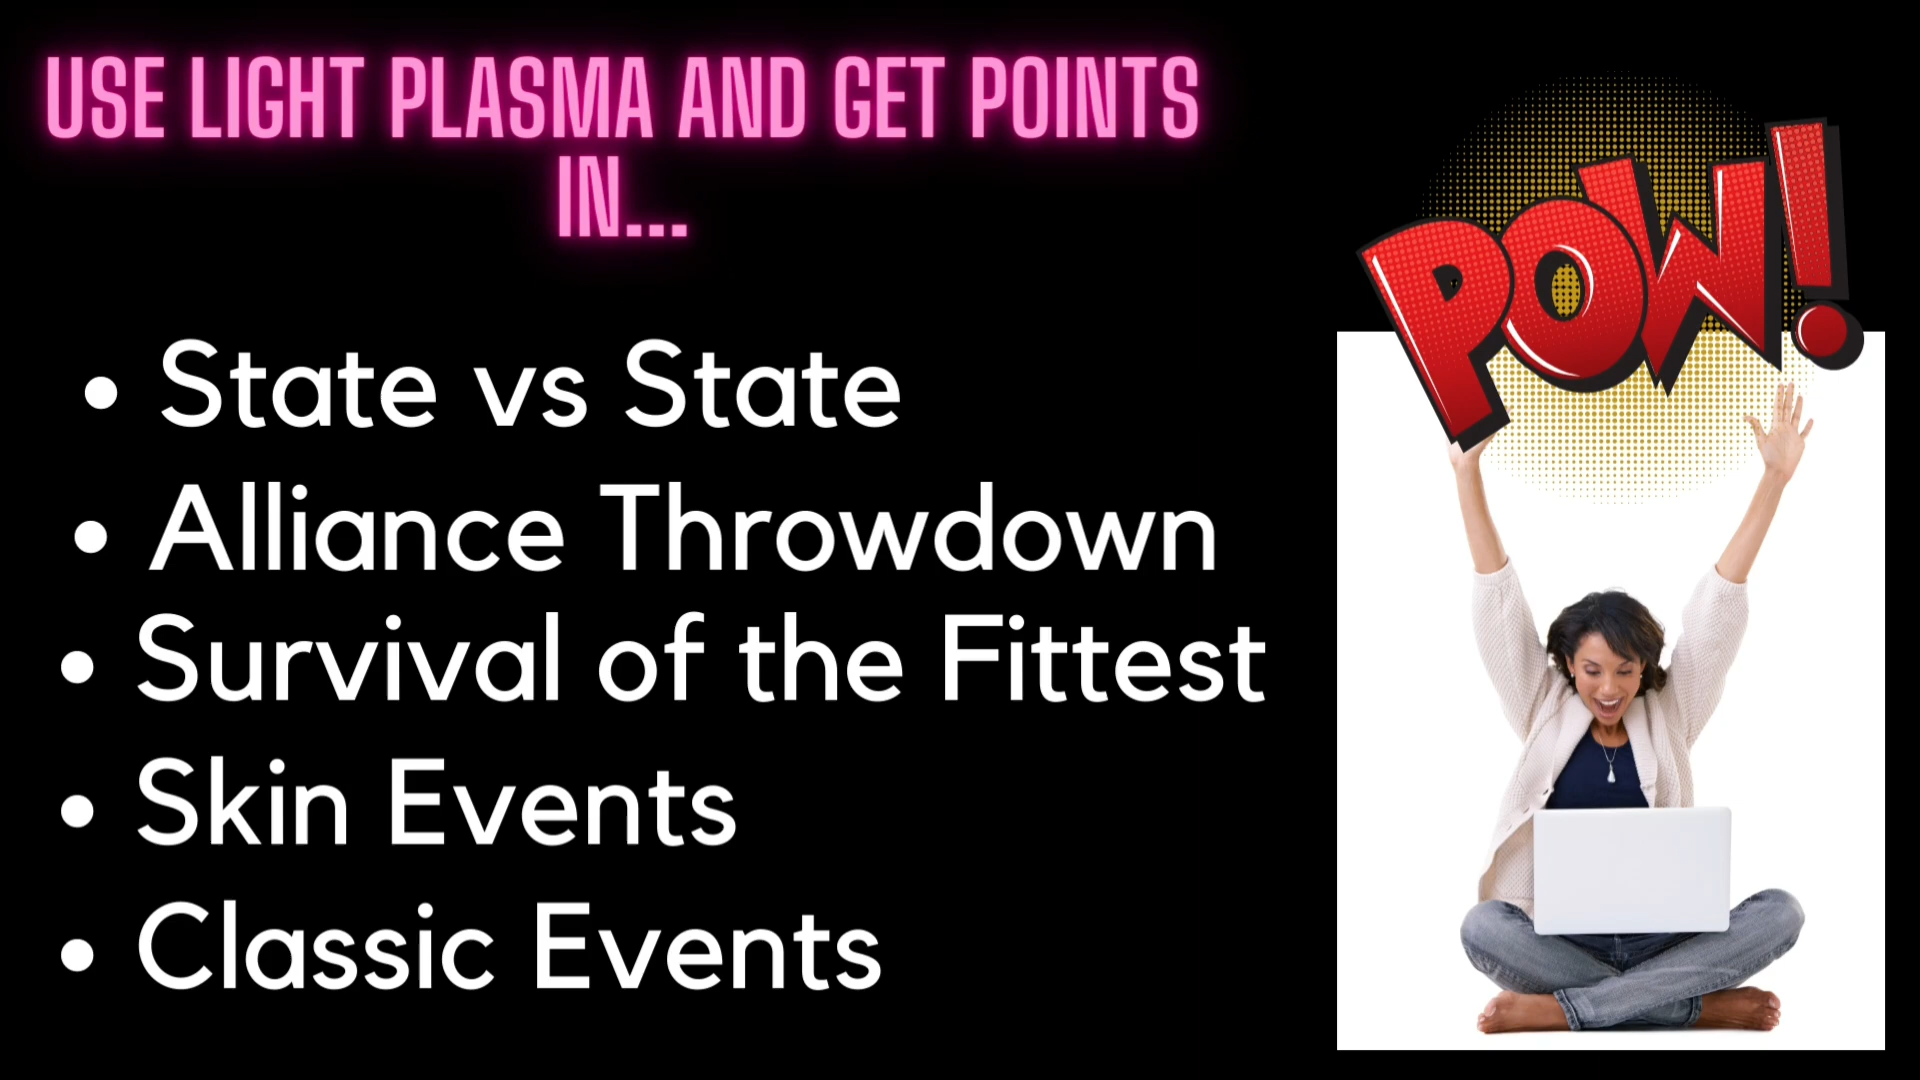 USE LIGHT PLASMA AND GET POINTS
IN...
POW!
• State vs State
• Alliance Throwdown
• Survival of the Fittest
• Skin Events
• Classic Events